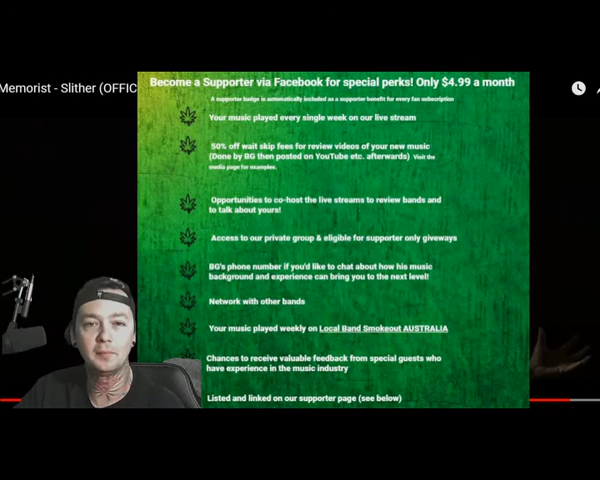 Memorist - Slither (OFFIC
Become a Supporter via Facebook for special perks! Only $4.99 a month
A supporter badge is automatically included as a supporter benefit for every fan subscription
Your music played every single week on our live stream
50% off wait skip fees for review videos of your new music
(Done by BG then posted on YouTube etc. afterwards) Visit the
media page for examples.
Opportunities to co-host the live streams to review bands and
to talk about yours!
Access to our private group & eligible for supporter only giveways
BG's phone number if you'd like to chat about how his music
background and experience can bring you to the next level!
Network with other bands
Your music played weekly on Local Band Smokeout AUSTRALIA
Chances to receive valuable feedback from special guests who
have experience in the music industry
Listed and linked on our supporter page (see below)